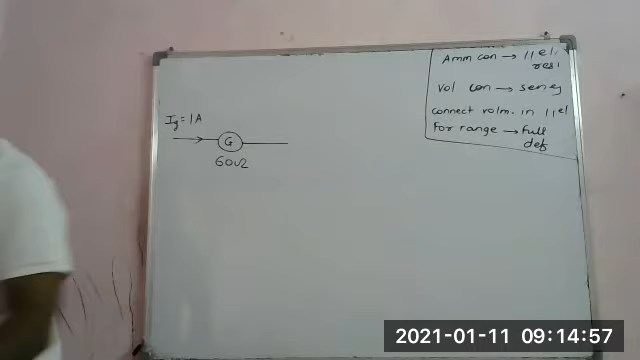 Amm con → ||el.
resi
Vol con → series
connect volm. in ||el
For range → full
def
Ig = 1A
G
60Ω
2021-01-11 09:14:57